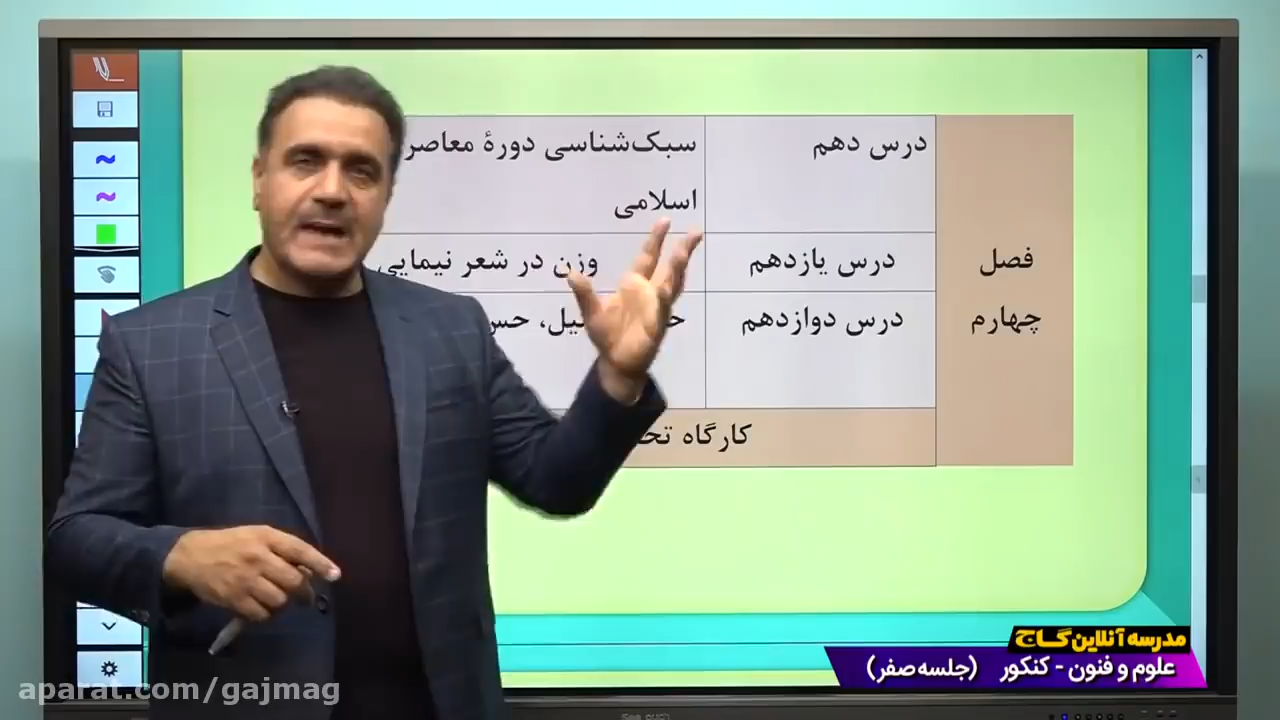 درس دهم
سبک‌شناسی دورهٔ معاصر
اسلامی
فصل
چهارم
درس یازدهم
وزن در شعر نیمایی
درس دوازدهم
کارگاه
مدرسه آنلاین گاج
علوم و فنون - کنکور (جلسه صفر)
aparat.com/gajmag